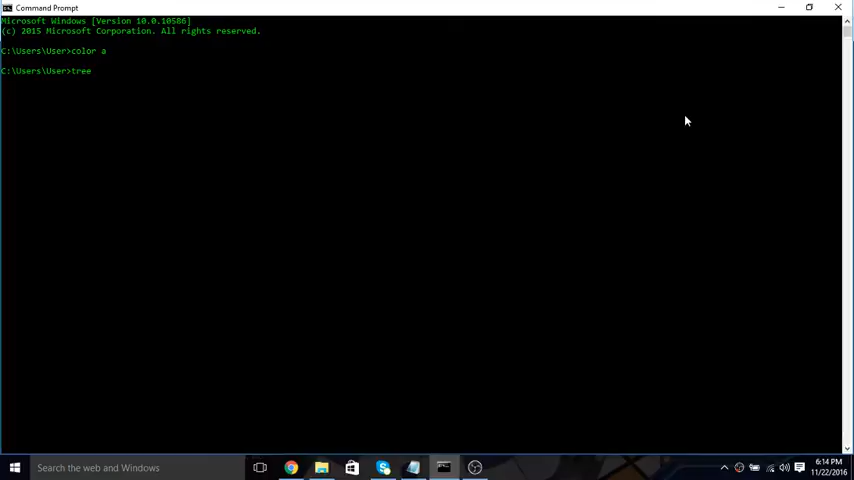 Command Prompt
Microsoft Windows [Version 10.0.10586]
(c) 2015 Microsoft Corporation. All rights reserved.
C:\Users\User>color a
C:\Users\User>tree
Search the web and Windows
6:14 PM
11/22/2016